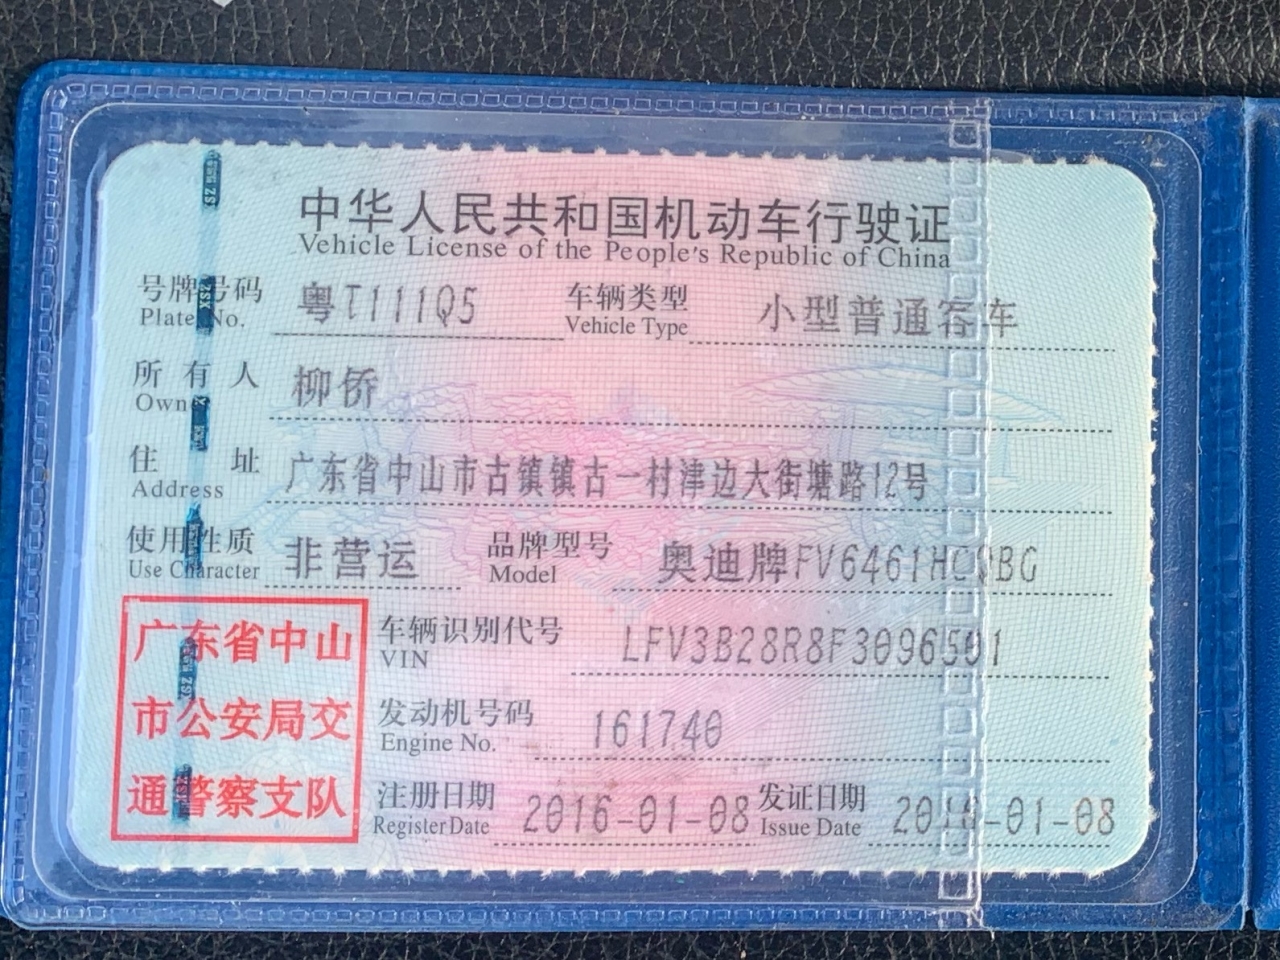 中华人民共和国机动车行驶证
Vehicle License of the People's Republic of China
号牌号码 粤T111Q5 车辆类型 小型普通客车
Plate No. Vehicle Type
所有人 柳侨
Owner
住址 广东省中山市古镇镇古一村津边大街塘路12号
Address
使用性质 非营运 品牌型号 奥迪牌FV6461HCQBG
Use Character Model
广东省中山
市公安局交
通警察支队
车辆识别代号 LFV3B28R8F3096501
VIN
发动机号码 161740
Engine No.
注册日期 2016-01-08 发证日期 2016-01-08
Register Date Issue Date